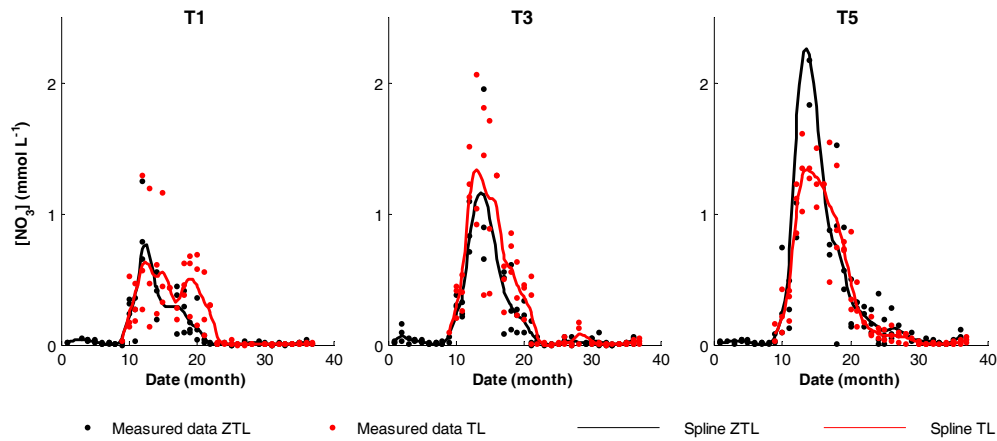 T1 T3 T5
[NO3-] (mmol L-1)
2 2 2
1 1 1
0 0 0
0 10 20 30 40 0 10 20 30 40 0 10 20 30 40
Date (month) Date (month) Date (month)
Measured data ZTL Measured data TL Spline ZTL Spline TL